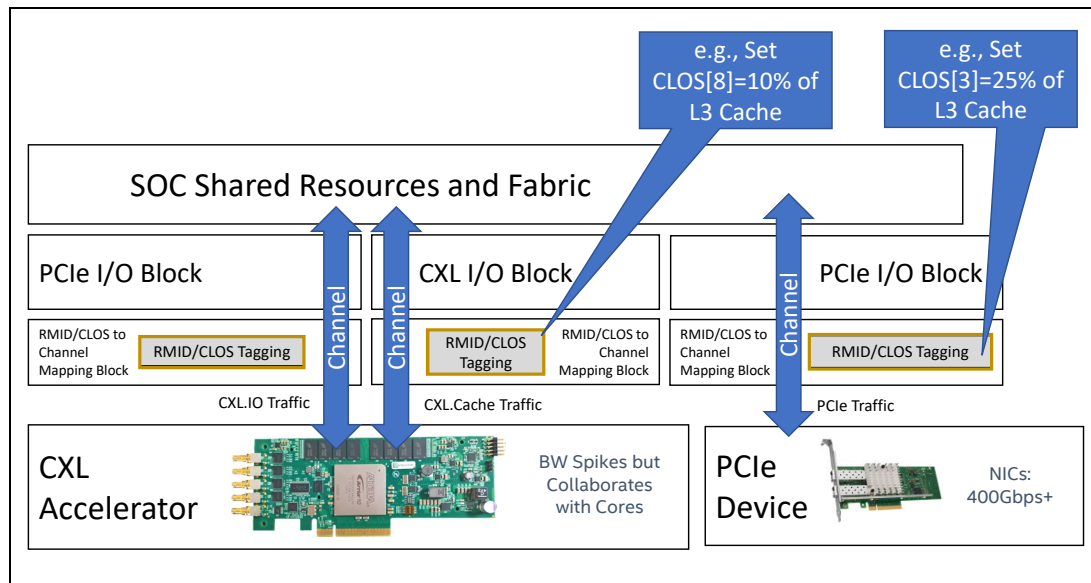 e.g., Set
CLOS[8]=10% of
L3 Cache
e.g., Set
CLOS[3]=25% of
L3 Cache
SOC Shared Resources and Fabric
PCIe I/O Block
Channel
Channel
CXL I/O Block
Channel
PCIe I/O Block
RMID/CLOS to
Channel
Mapping Block
RMID/CLOS Tagging
RMID/CLOS
Tagging
RMID/CLOS to
Channel
Mapping Block
RMID/CLOS to
Channel
Mapping Block
RMID/CLOS Tagging
CXL.IO Traffic
CXL.Cache Traffic
PCIe Traffic
CXL
Accelerator
BW Spikes but
Collaborates
with Cores
PCIe
Device
NICs:
400Gbps+